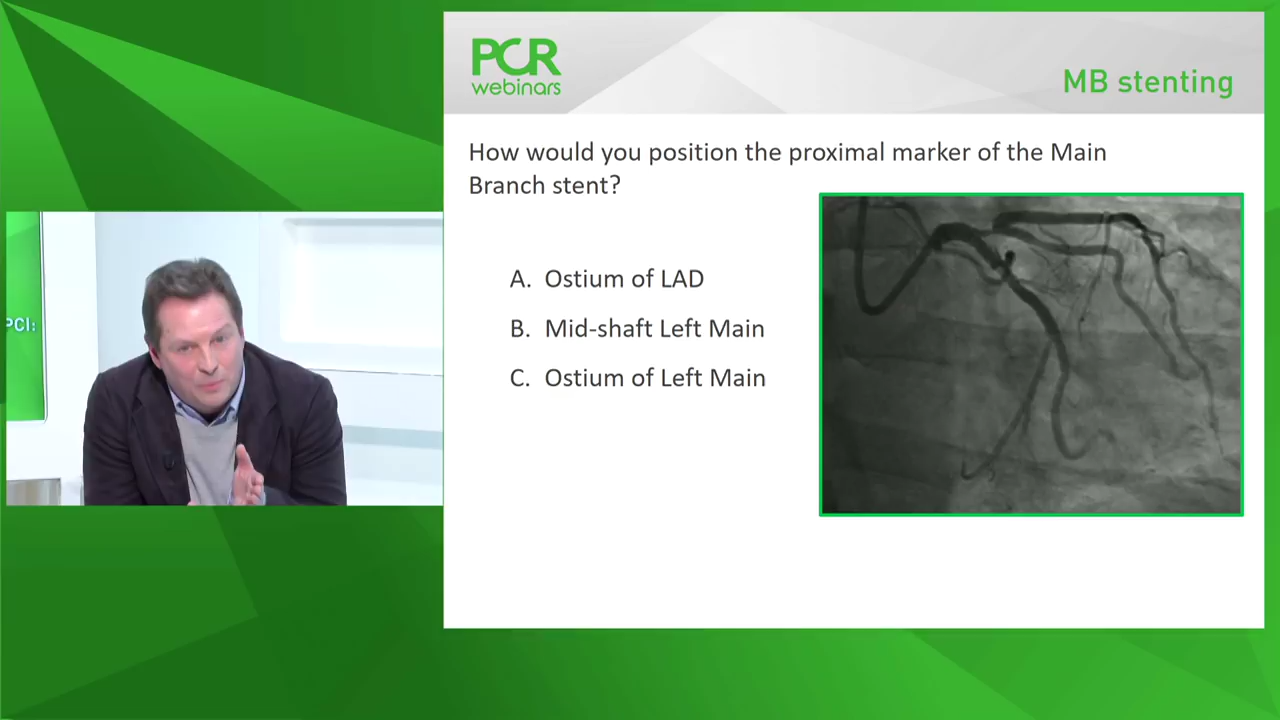 PCR
webinars
MB stenting
How would you position the proximal marker of the Main
Branch stent?
A. Ostium of LAD
B. Mid-shaft Left Main
C. Ostium of Left Main
PCI: